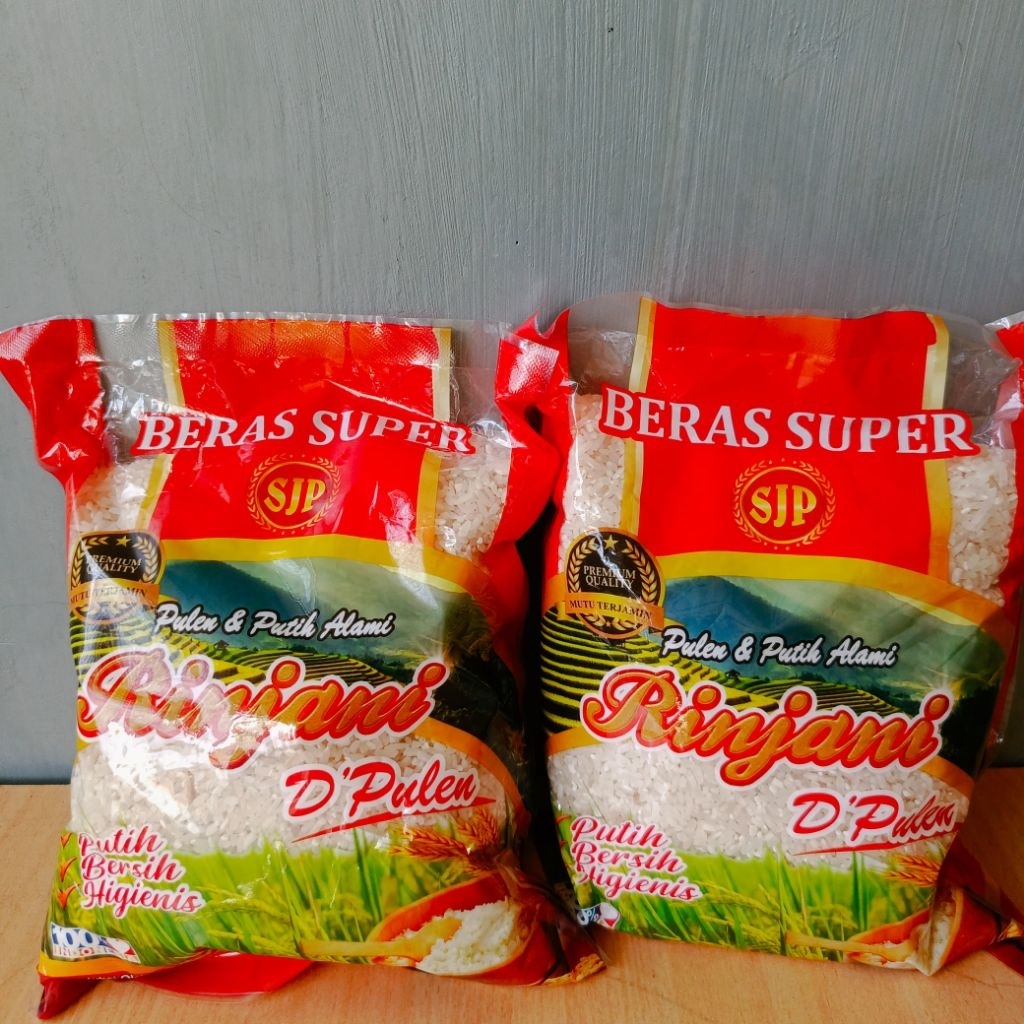 BERAS SUPER
SJP
PREMIUM
QUALITY
MUTU TERJAMIN
Pulen & Putih Alami
Rinjani
D'Pulen
Putih
Bersih
Higienis
100%
BERAS SUPER
SJP
PREMIUM
QUALITY
MUTU TERJAMIN
Pulen & Putih Alami
Rinjani
D'Pulen
Putih
Bersih
Higienis